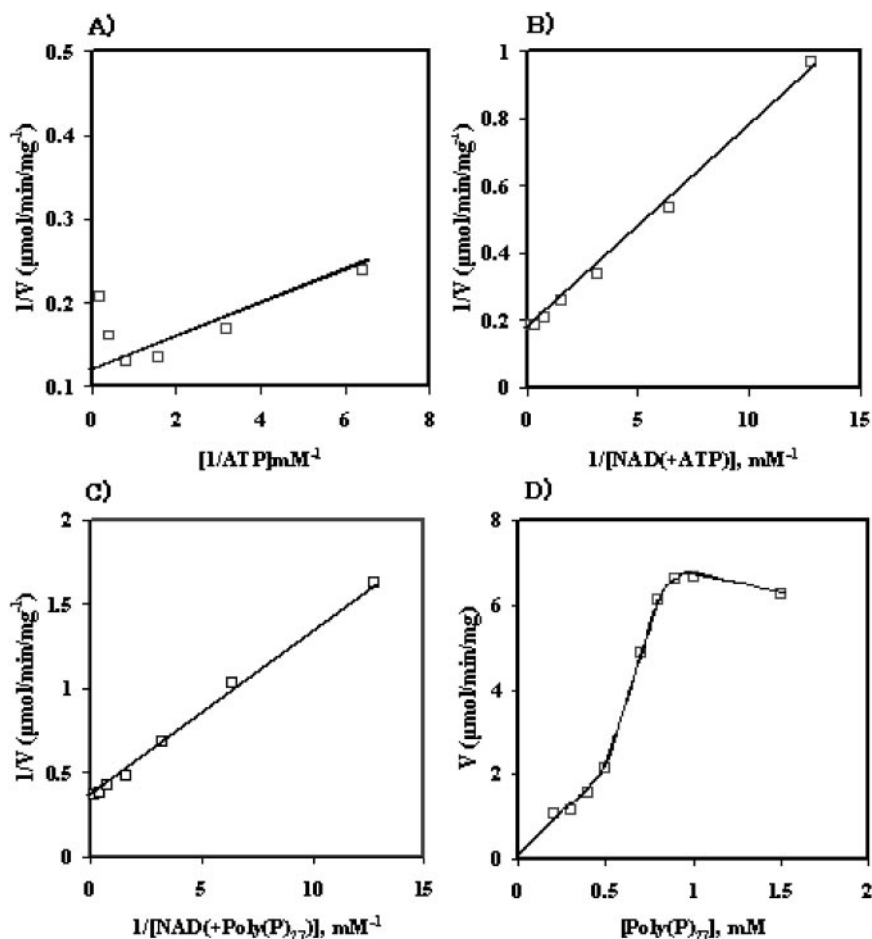 A)
0.5
0.4
0.3
0.2
0.1
1/V (µmol/min/mg⁻¹)
0 2 4 6 8
[1/ATP]mM⁻¹
B)
1
0.8
0.6
0.4
0.2
0
1/V (µmol/min/mg⁻¹)
0 5 10 15
1/[NAD(+ATP)], mM⁻¹
C)
2
1.5
1
0.5
0
1/V (µmol/min/mg⁻¹)
0 5 10 15
1/[NAD(+Poly(P)₂₇)], mM⁻¹
D)
8
6
4
2
0
V (µmol/min/mg)
0 0.5 1 1.5 2
[Poly(P)₂₇], mM